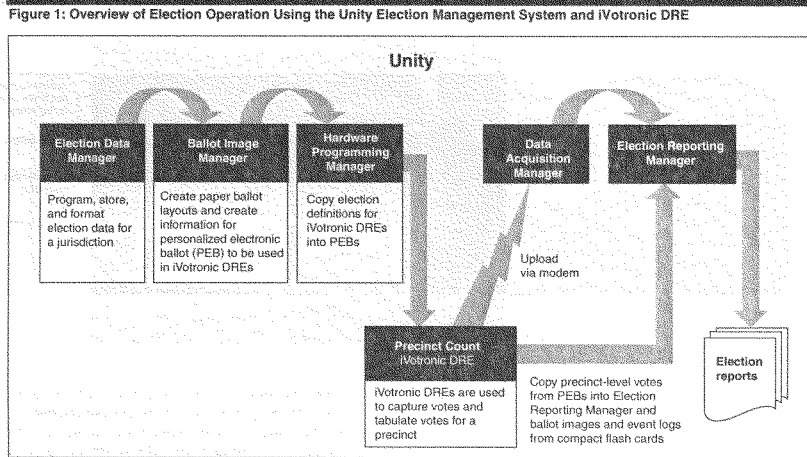 Figure 1: Overview of Election Operation Using the Unity Election Management System and iVotronic DRE
Unity
Election Data
Manager
Program, store,
and format
election data for
a jurisdiction
Ballot Image
Manager
Create paper ballot
layouts and create
information for
personalized electronic
ballot (PEB) to be used
in iVotronic DREs
Hardware
Programming
Manager
Copy election
definitions for
iVotronic DREs
into PEBs
Data
Acquisition
Manager
Election Reporting
Manager
Upload
via modem
Precinct Count
iVotronic DRE
iVotronic DREs are used
to capture votes and
tabulate votes for a
precinct
Copy precinct-level votes
from PEBs into Election
Reporting Manager and
ballot images and event logs
from compact flash cards
Election
reports